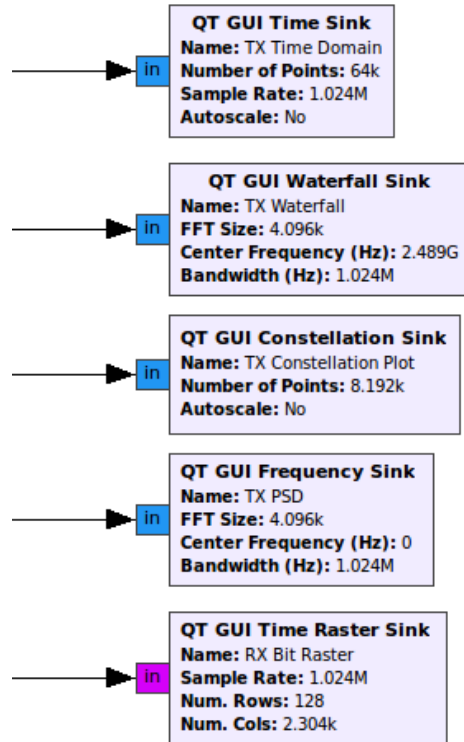 QT GUI Time Sink
Name: TX Time Domain
in
Number of Points: 64k
Sample Rate: 1.024M
Autoscale: No
QT GUI Waterfall Sink
Name: TX Waterfall
in
FFT Size: 4.096k
Center Frequency (Hz): 2.489G
Bandwidth (Hz): 1.024M
QT GUI Constellation Sink
Name: TX Constellation Plot
in
Number of Points: 8.192k
Autoscale: No
QT GUI Frequency Sink
Name: TX PSD
in
FFT Size: 4.096k
Center Frequency (Hz): 0
Bandwidth (Hz): 1.024M
QT GUI Time Raster Sink
Name: RX Bit Raster
in
Sample Rate: 1.024M
Num. Rows: 128
Num. Cols: 2.304k